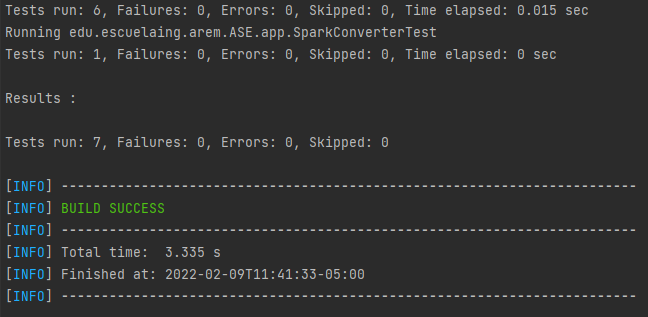 Tests run: 6, Failures: 0, Errors: 0, Skipped: 0, Time elapsed: 0.015 sec
Running edu.escuelaing.arem.ASE.app.SparkConverterTest
Tests run: 1, Failures: 0, Errors: 0, Skipped: 0, Time elapsed: 0 sec
Results :
Tests run: 7, Failures: 0, Errors: 0, Skipped: 0
[INFO] ------------------------------------------------------------------------
[INFO] BUILD SUCCESS
[INFO] ------------------------------------------------------------------------
[INFO] Total time:  3.335 s
[INFO] Finished at: 2022-02-09T11:41:33-05:00
[INFO] ------------------------------------------------------------------------